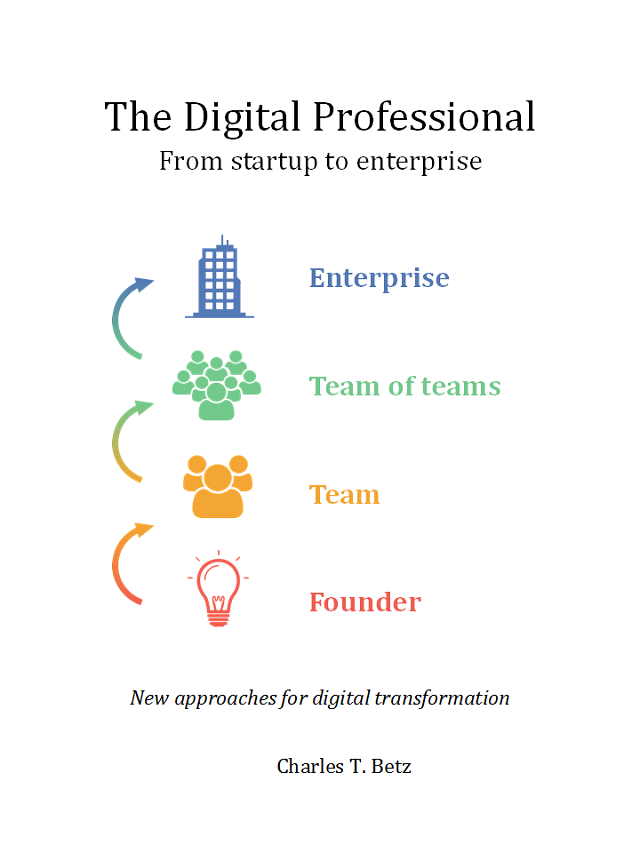 The Digital Professional
From startup to enterprise
Enterprise
Team of teams
Team
Founder
New approaches for digital transformation
Charles T. Betz